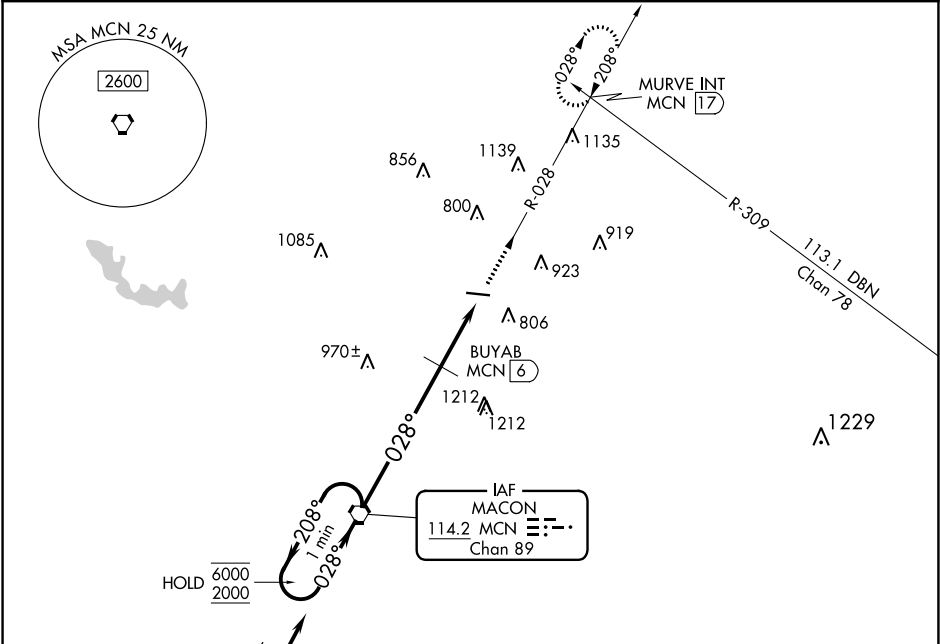 MSA MCN 25 NM
2600
028°
208°
MURVE INT
MCN 17
1135
1139
856
R-028
800
R-309
919
1085
923
113.1 DBN
Chan 78
806
970±
BUYAB
MCN 6
1212
1212
1229
028°
IAF
MACON
114.2 MCN
Chan 89
208°
1 min
028°
HOLD 6000
2000